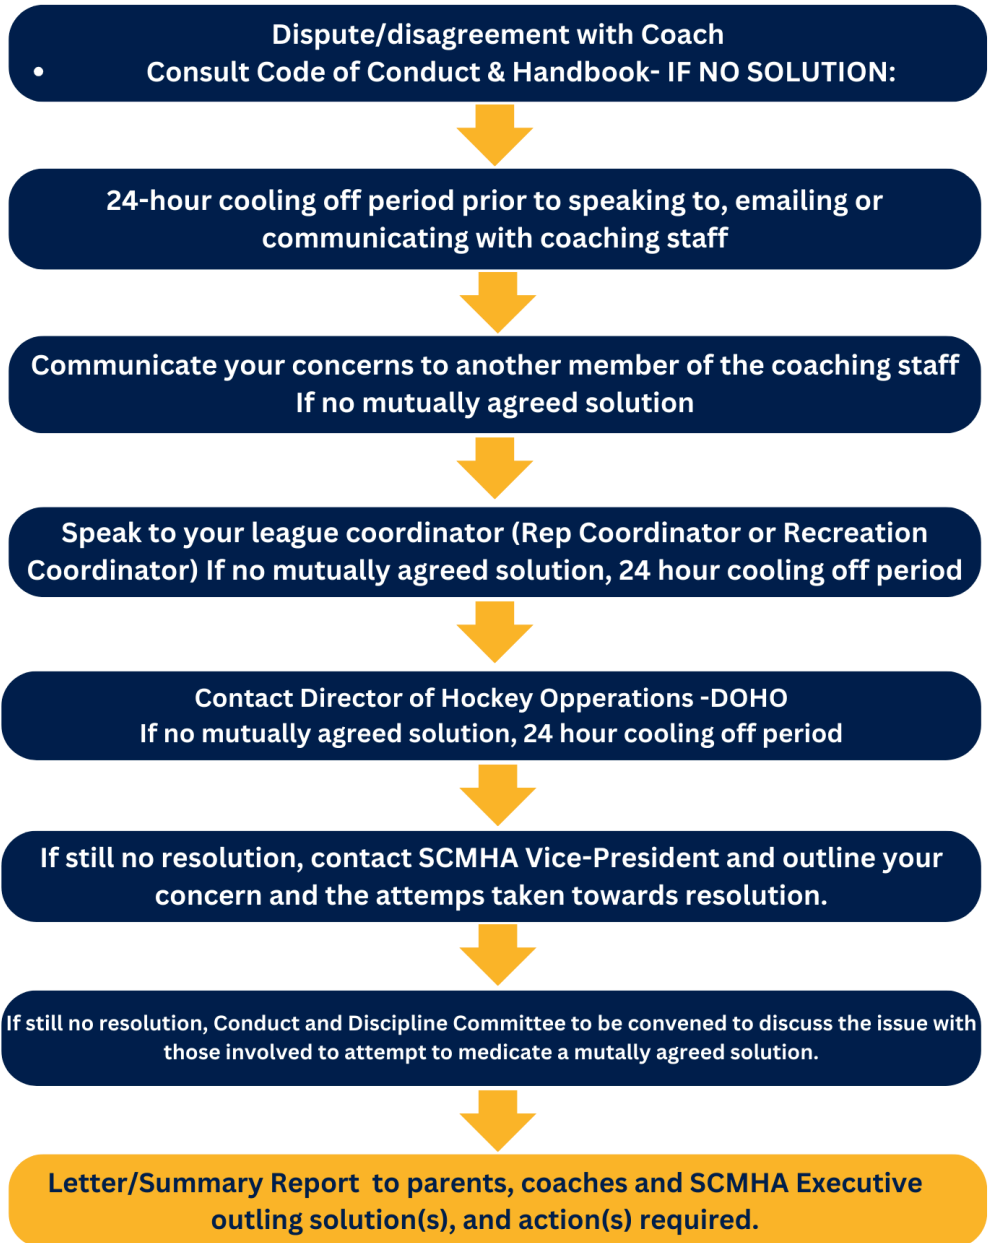 Dispute/disagreement with Coach
• Consult Code of Conduct & Handbook- IF NO SOLUTION:
24-hour cooling off period prior to speaking to, emailing or
communicating with coaching staff
Communicate your concerns to another member of the coaching staff
If no mutually agreed solution
Speak to your league coordinator (Rep Coordinator or Recreation
Coordinator) If no mutually agreed solution, 24 hour cooling off period
Contact Director of Hockey Opperations -DOHO
If no mutually agreed solution, 24 hour cooling off period
If still no resolution, contact SCMHA Vice-President and outline your
concern and the attemps taken towards resolution.
If still no resolution, Conduct and Discipline Committee to be convened to discuss the issue with
those involved to attempt to medicate a mutally agreed solution.
Letter/Summary Report to parents, coaches and SCMHA Executive
outling solution(s), and action(s) required.